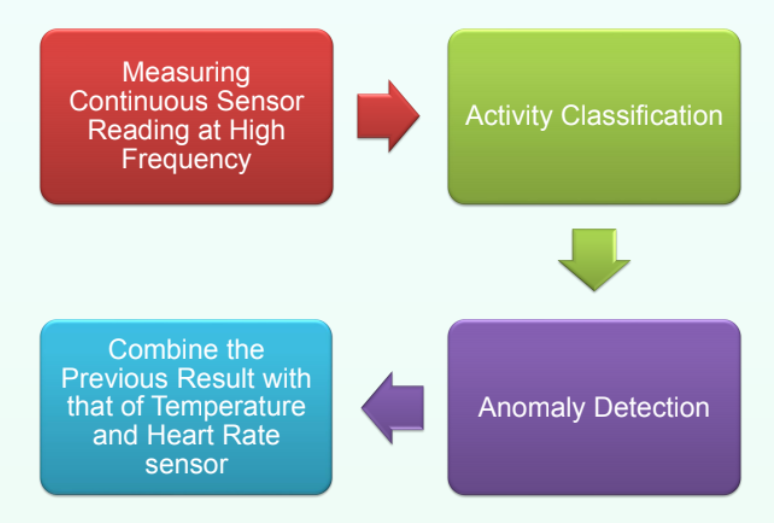 Measuring
Continuous Sensor
Reading at High
Frequency
Activity Classification
Anomaly Detection
Combine the
Previous Result with
that of Temperature
and Heart Rate
sensor